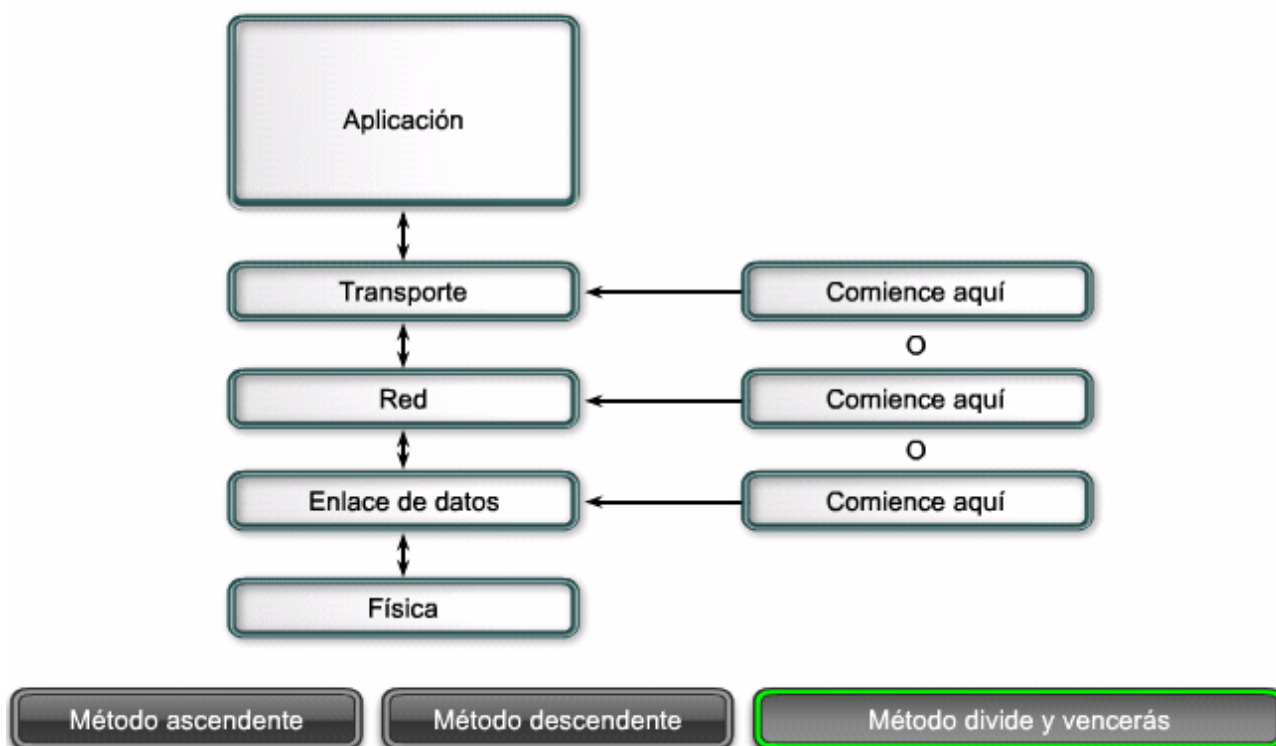 Aplicación
Transporte
Comience aquí
O
Red
Comience aquí
O
Enlace de datos
Comience aquí
Física
Método ascendente
Método descendente
Método divide y vencerás